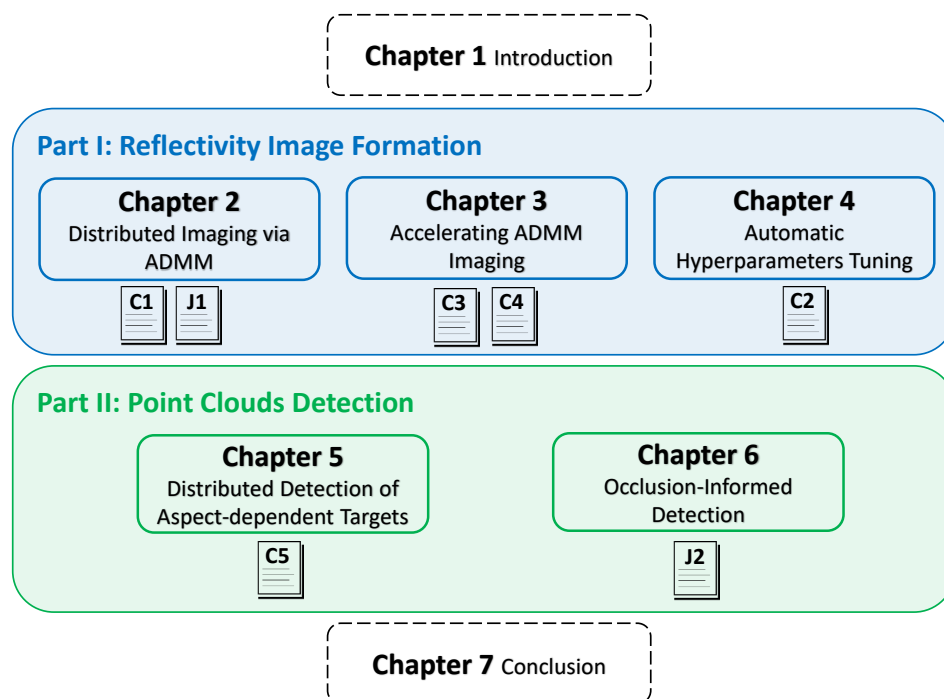 Chapter 1 Introduction
Part I: Reflectivity Image Formation
Chapter 2
Distributed Imaging via
ADMM
C1
J1
Chapter 3
Accelerating ADMM
Imaging
C3
C4
Chapter 4
Automatic
Hyperparameters Tuning
C2
Part II: Point Clouds Detection
Chapter 5
Distributed Detection of
Aspect-dependent Targets
C5
Chapter 6
Occlusion-Informed
Detection
J2
Chapter 7 Conclusion